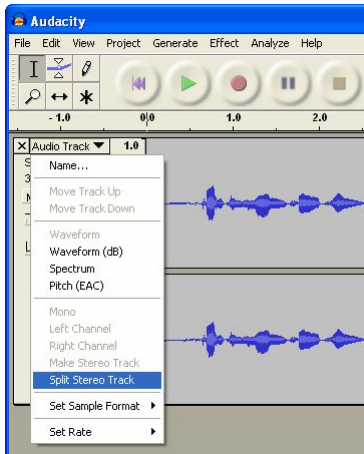 Audacity
File Edit View Project Generate Effect Analyze Help
- 1.0 0.0 1.0 2.0
Audio Track 1.0
Name...
Move Track Up
Move Track Down
Waveform
Waveform (dB)
Spectrum
Pitch (EAC)
Mono
Left Channel
Right Channel
Make Stereo Track
Split Stereo Track
Set Sample Format
Set Rate